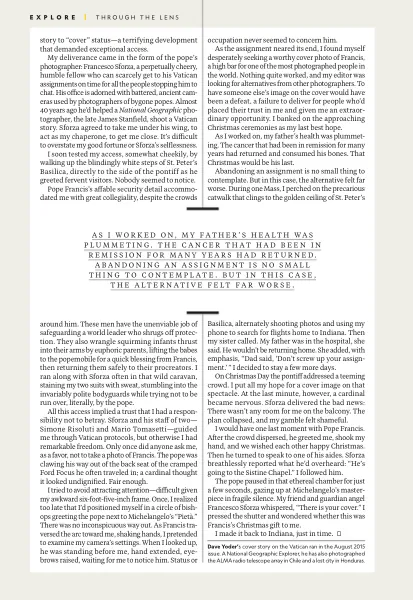 EXPLORE | THROUGH THE LENS
story to “cover” status—a terrifying development
that demanded exceptional access.
My deliverance came in the form of the pope’s
photographer: Francesco Sforza, a perpetually cheery,
humble fellow who can scarcely get to his Vatican
assignments on time for all the people stopping him to
chat. His office is adorned with battered, ancient cam-
eras used by photographers of bygone popes. Almost
40 years ago he’d helped a National Geographic pho-
tographer, the late James Stanfield, shoot a Vatican
story. Sforza agreed to take me under his wing, to
act as my chaperone, to get me close. It’s difficult
to overstate my good fortune or Sforza’s selflessness.
I soon tested my access, somewhat cheekily, by
walking up the blindingly white steps of St. Peter’s
Basilica, directly to the side of the pontiff as he
greeted fervent visitors. Nobody seemed to notice.
Pope Francis’s affable security detail accommo-
dated me with great collegiality, despite the crowds
occupation never seemed to concern him.
As the assignment neared its end, I found myself
desperately seeking a worthy cover photo of Francis,
a high bar for one of the most photographed people in
the world. Nothing quite worked, and my editor was
looking for alternatives from other photographers. To
have someone else’s image on the cover would have
been a defeat, a failure to deliver for people who’d
placed their trust in me and given me an extraor-
dinary opportunity. I banked on the approaching
Christmas ceremonies as my last best hope.
As I worked on, my father’s health was plummet-
ing. The cancer that had been in remission for many
years had returned and consumed his bones. That
Christmas would be his last.
Abandoning an assignment is no small thing to
contemplate. But in this case, the alternative felt far
worse. During one Mass, I perched on the precarious
catwalk that clings to the golden ceiling of St. Peter’s
AS I WORKED ON, MY FATHER’S HEALTH WAS
PLUMMETING. THE CANCER THAT HAD BEEN IN
REMISSION FOR MANY YEARS HAD RETURNED.
ABANDONING AN ASSIGNMENT IS NO SMALL
THING TO CONTEMPLATE. BUT IN THIS CASE,
THE ALTERNATIVE FELT FAR WORSE.
around him. These men have the unenviable job of
safeguarding a world leader who shrugs off protec-
tion. They also wrangle squirming infants thrust
into their arms by euphoric parents, lifting the babes
to the popemobile for a quick blessing from Francis,
then returning them safely to their procreators. I
ran along with Sforza often in that wild caravan,
staining my two suits with sweat, stumbling into the
invariably polite bodyguards while trying not to be
run over, literally, by the pope.
All this access implied a trust that I had a respon-
sibility not to betray. Sforza and his staff of two—
Simone Risoluti and Mario Tomassetti—guided
me through Vatican protocols, but otherwise I had
remarkable freedom. Only once did anyone ask me,
as a favor, not to take a photo of Francis. The pope was
clawing his way out of the back seat of the cramped
Ford Focus he often traveled in; a cardinal thought
it looked undignified. Fair enough.
I tried to avoid attracting attention—difficult given
my awkward six-foot-five-inch frame. Once, I realized
too late that I’d positioned myself in a circle of bish-
ops greeting the pope next to Michelangelo’s “Pietà.”
There was no inconspicuous way out. As Francis tra-
versed the arc toward me, shaking hands, I pretended
to examine my camera’s settings. When I looked up,
he was standing before me, hand extended, eye-
brows raised, waiting for me to notice him. Status or
Basilica, alternately shooting photos and using my
phone to search for flights home to Indiana. Then
my sister called. My father was in the hospital, she
said. He wouldn’t be returning home. She added, with
emphasis, “Dad said, ‘Don’t screw up your assign-
ment.’ ” I decided to stay a few more days.
On Christmas Day the pontiff addressed a teeming
crowd. I put all my hope for a cover image on that
spectacle. At the last minute, however, a cardinal
became nervous. Sforza delivered the bad news:
There wasn’t room for me on the balcony. The
plan collapsed, and my gamble felt shameful.
I would have one last moment with Pope Francis.
After the crowd dispersed, he greeted me, shook my
hand, and we wished each other happy Christmas.
Then he turned to speak to one of his aides. Sforza
breathlessly reported what he’d overheard: “He’s
going to the Sistine Chapel.” I followed him.
The pope paused in that ethereal chamber for just
a few seconds, gazing up at Michelangelo’s master-
piece in fragile silence. My friend and guardian angel
Francesco Sforza whispered, “There is your cover.” I
pressed the shutter and wondered whether this was
Francis’s Christmas gift to me.
I made it back to Indiana, just in time. □
Dave Yoder’s cover story on the Vatican ran in the August 2015
issue. A National Geographic Explorer, he has also photographed
the ALMA radio telescope array in Chile and a lost city in Honduras.